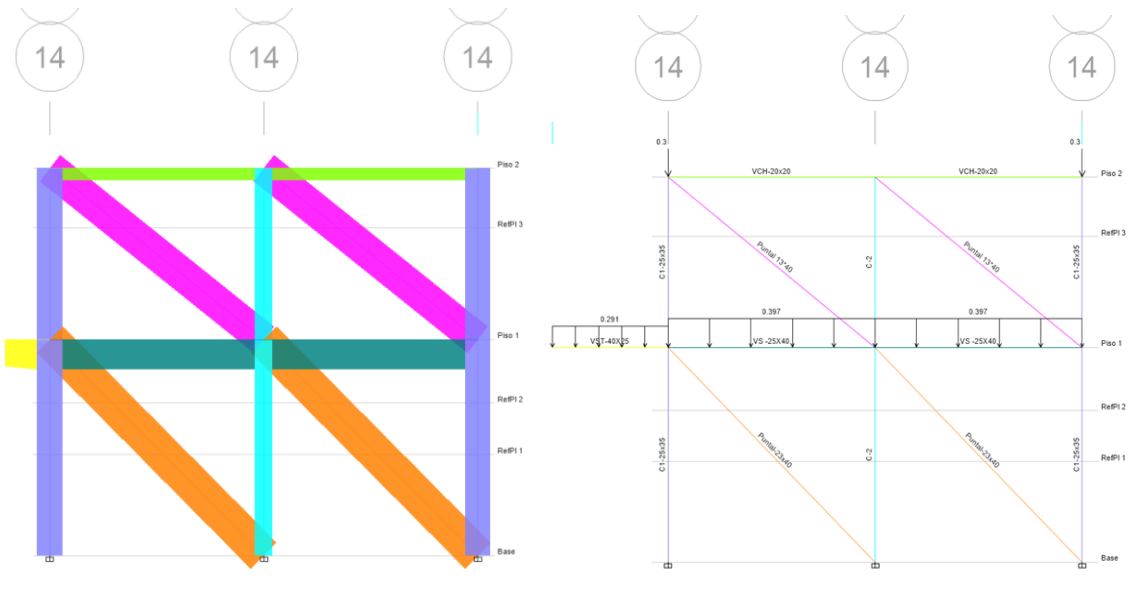 14 14 14
Piso 2
RefPl 3
Piso 1
RefPl 2
RefPl 1
Base
14 14 14
0.3 0.3
VCH-20x20 VCH-20x20 Piso 2
RefPl 3
C1-25x35 Puntal 13*40 C-2 Puntal 13*40 C1-25x35
0.291 0.397 0.397
VST-40X25 VS -25X40 VS -25X40 Piso 1
RefPl 2
C1-25x35 Puntal-23x40 C-2 Puntal-23x40 C1-25x35
RefPl 1
Base